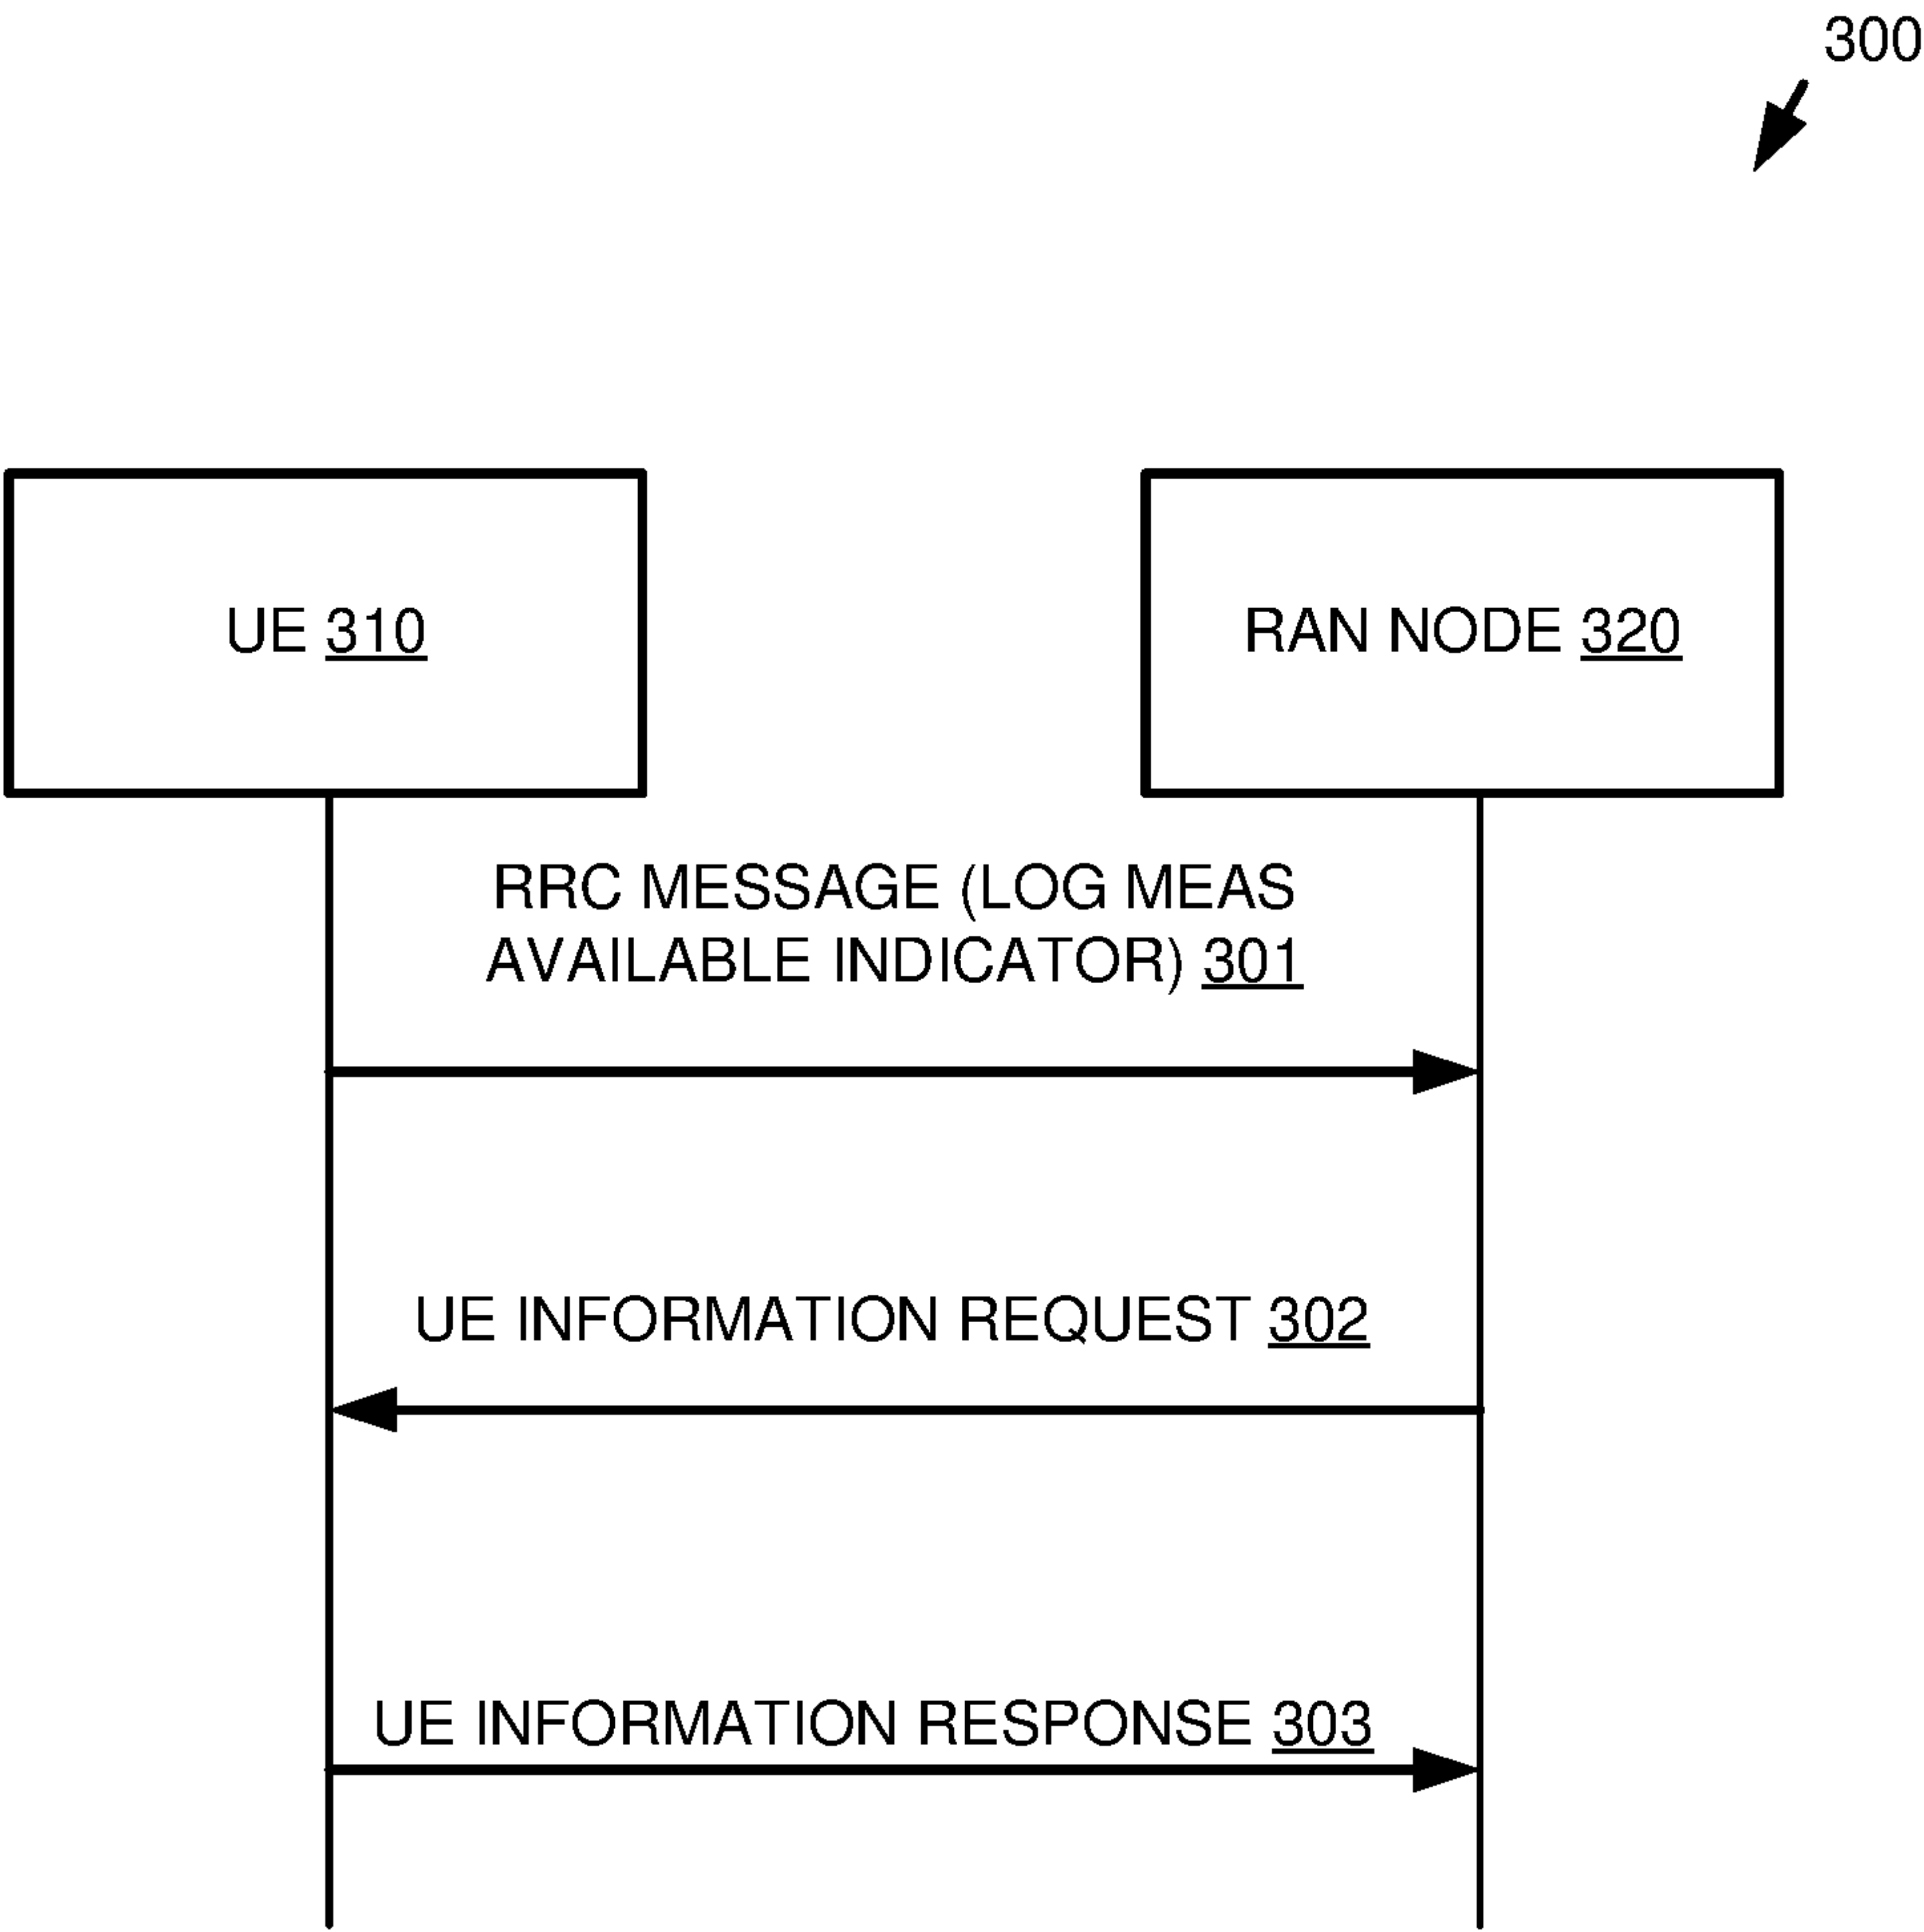 300
UE 310
RAN NODE 320
RRC MESSAGE (LOG MEAS
AVAILABLE INDICATOR) 301
UE INFORMATION REQUEST 302
UE INFORMATION RESPONSE 303